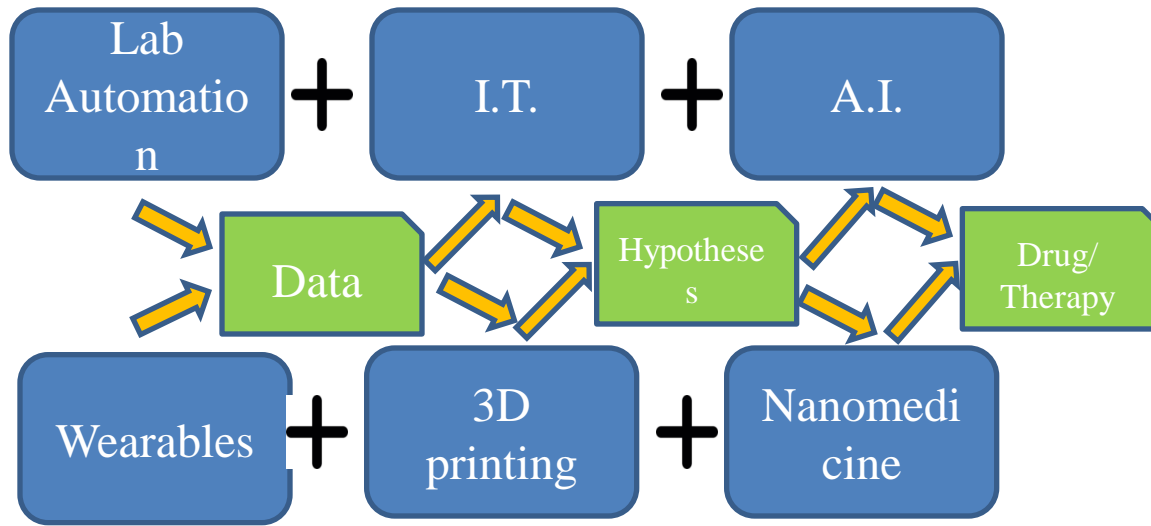 Lab
Automatio
n
I.T.
A.I.
Data
Hypothese
s
Drug/
Therapy
Wearables
3D
printing
Nanomedi
cine